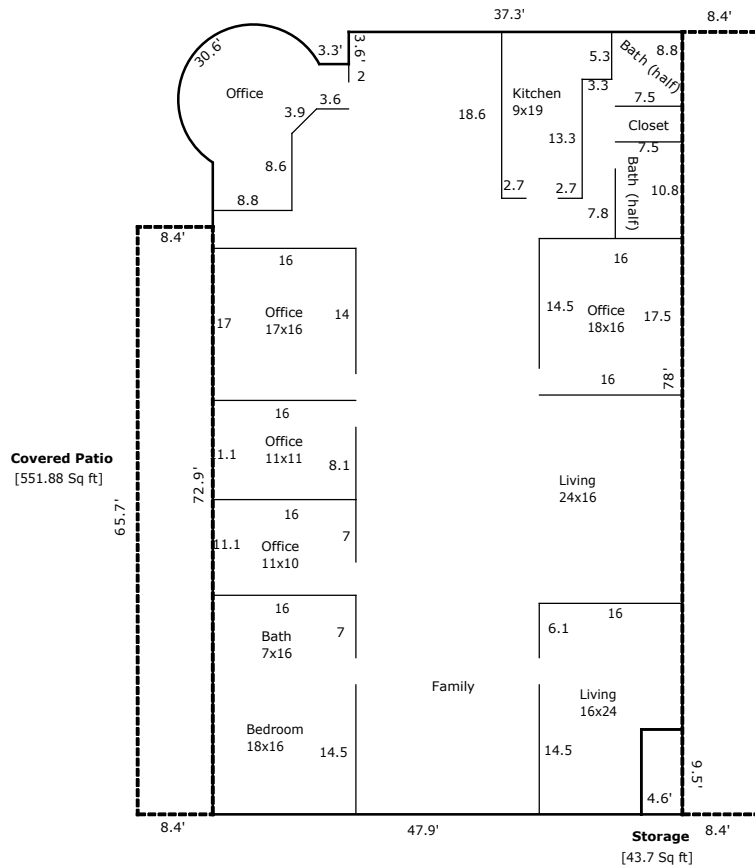 37.3'
8.4'
30.6'
3.3'
3.6'
2
Office
3.9
3.6
8.6
8.8
Kitchen
9x19
18.6
13.3
2.7
2.7
5.3
3.3
Bath (half)
8.8
7.5
Closet
7.5
Bath (half)
10.8
7.8
8.4'
16
Office
17x16
17
14
16
14.5
Office
18x16
17.5
16
78'
16
Office
11x11
11.1
8.1
Covered Patio
[551.88 Sq ft]
65.7'
72.9'
Living
24x16
16
Office
11x10
11.1
7
16
Bath
7x16
7
16
6.1
Family
Living
16x24
Bedroom
18x16
14.5
14.5
9.5'
4.6'
8.4'
47.9'
8.4'
Storage
[43.7 Sq ft]